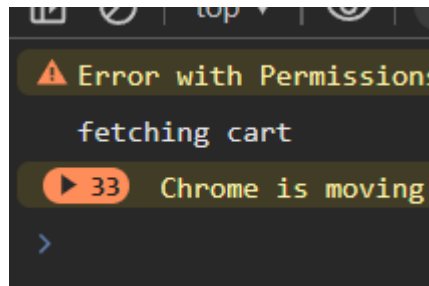 top
Error with Permissions
fetching cart
33 Chrome is moving